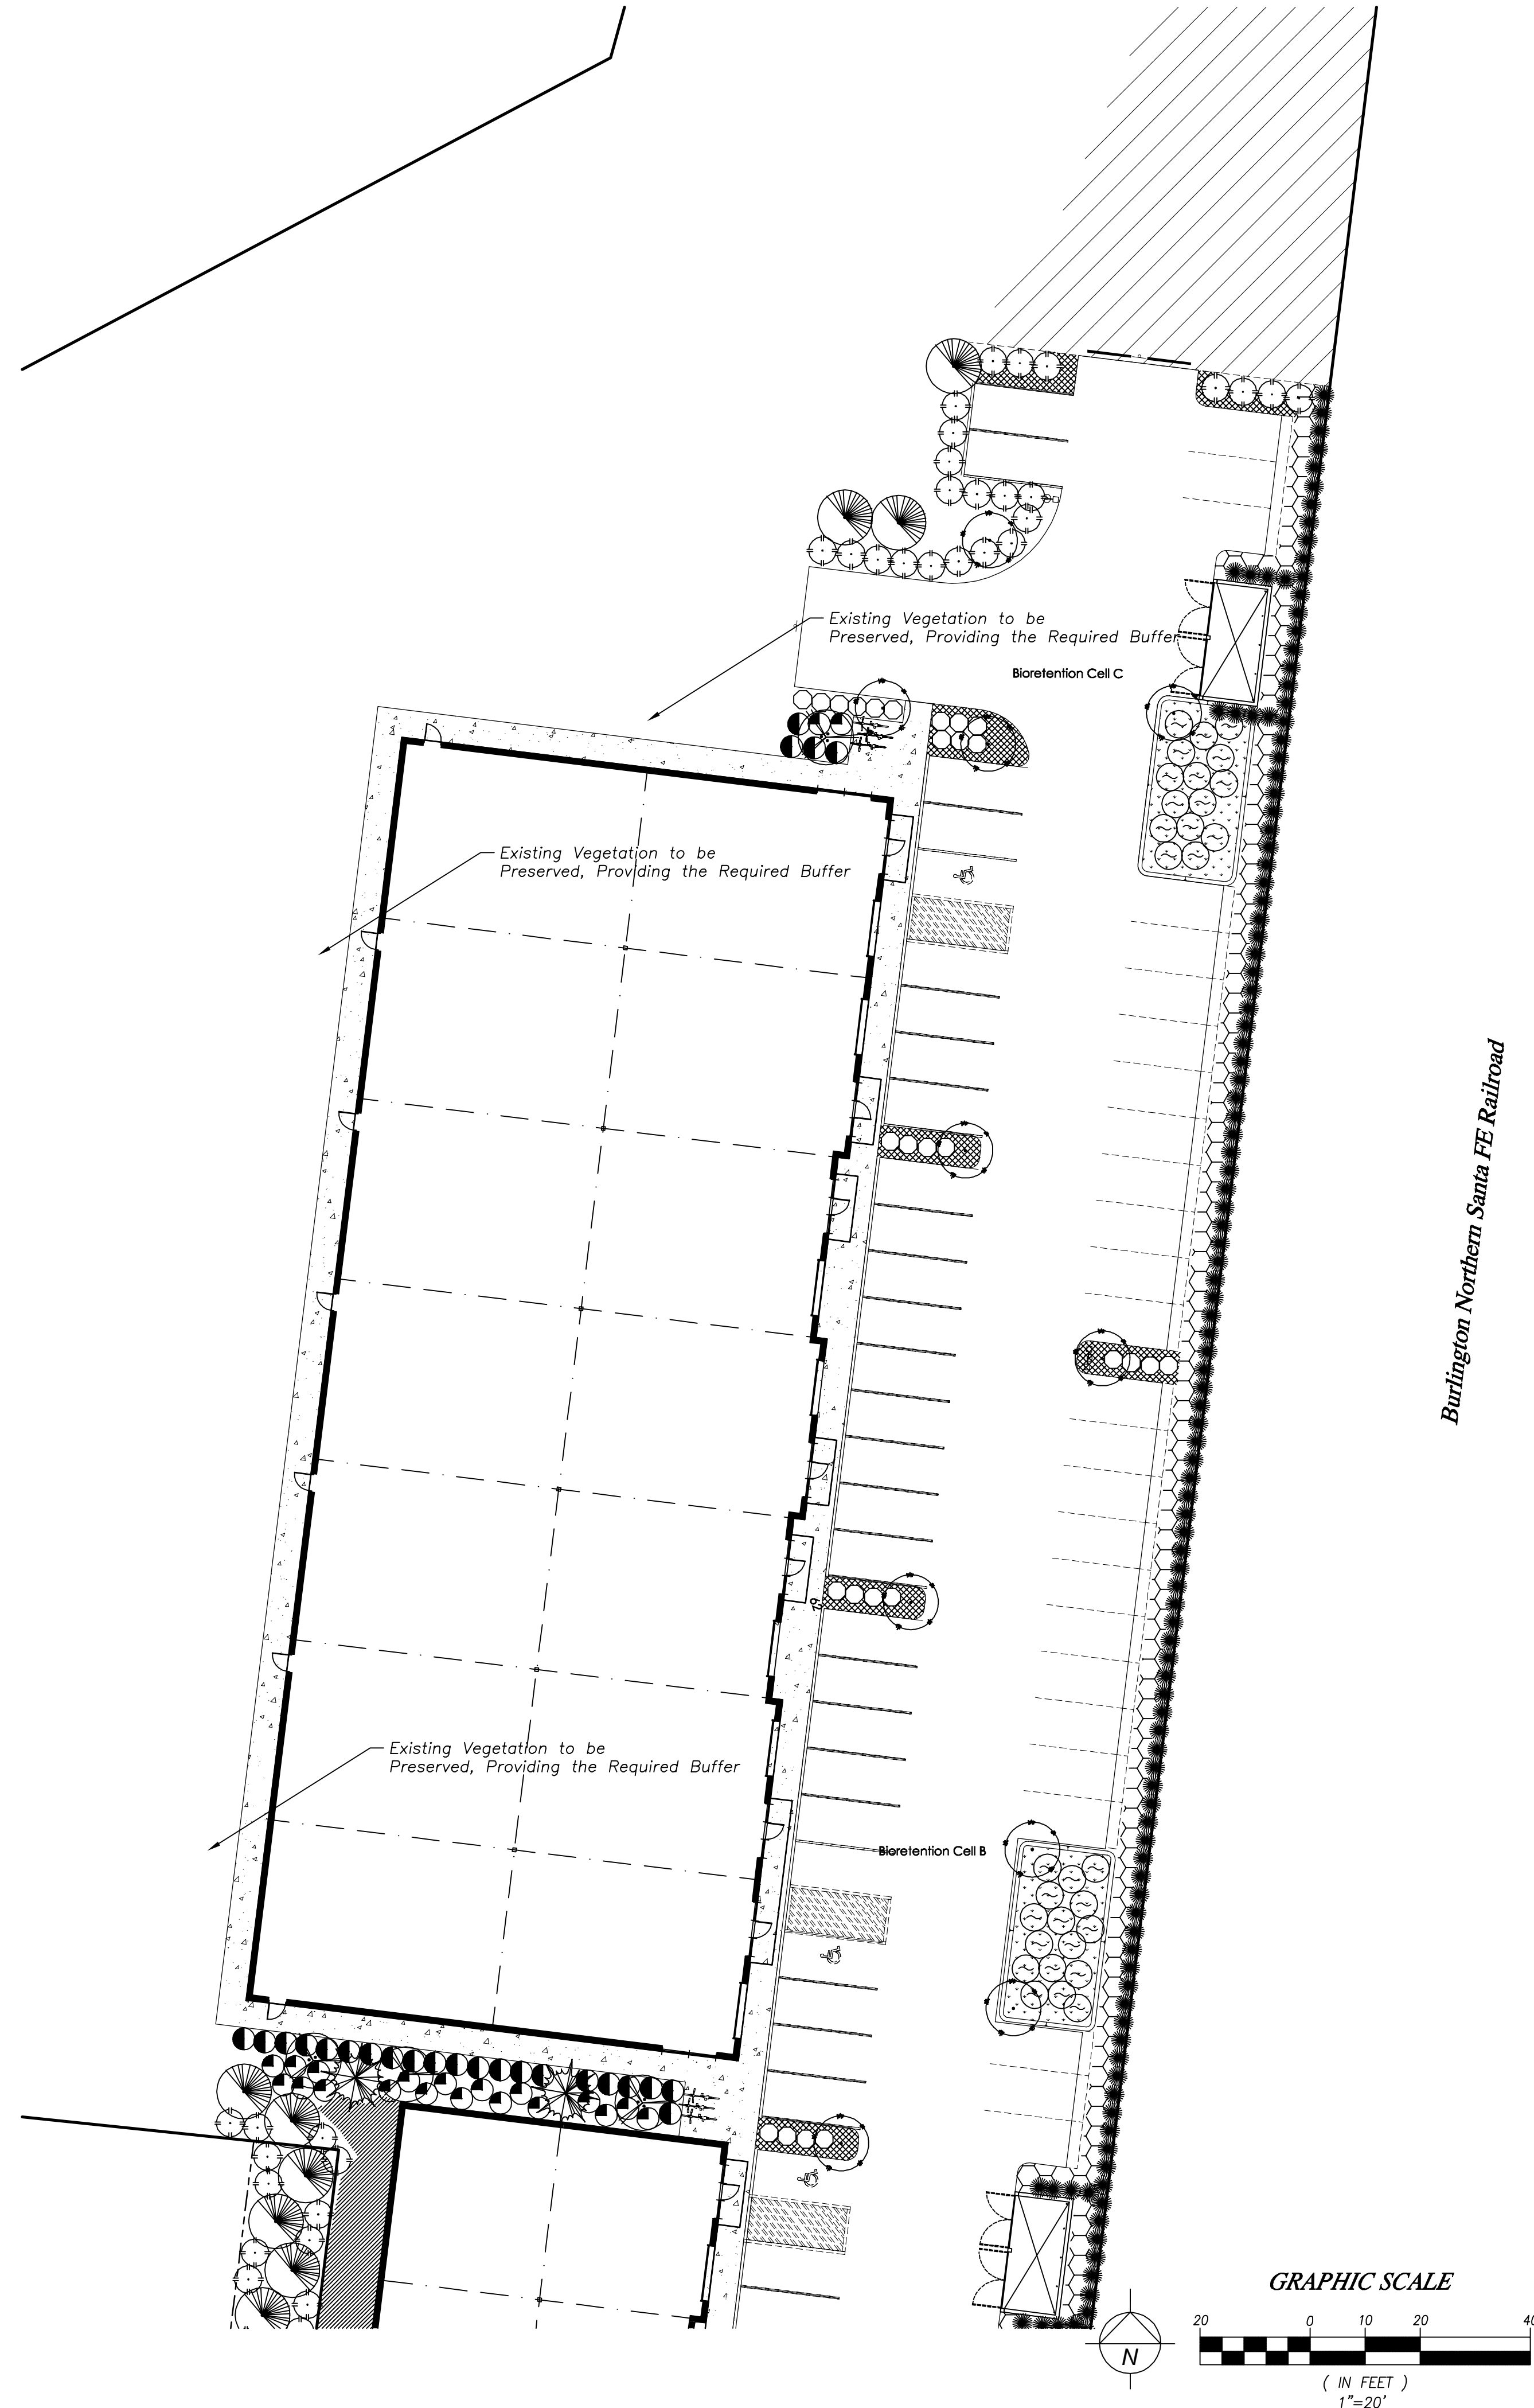 Existing Vegetation to be
Preserved, Providing the Required Buffer
Bioretention Cell C
Existing Vegetation to be
Preserved, Providing the Required Buffer
Burlington Northern Santa FE Railroad
Existing Vegetation to be
Preserved, Providing the Required Buffer
Bioretention Cell B
N
GRAPHIC SCALE
20 0 10 20 40
( IN FEET )
1"=20'